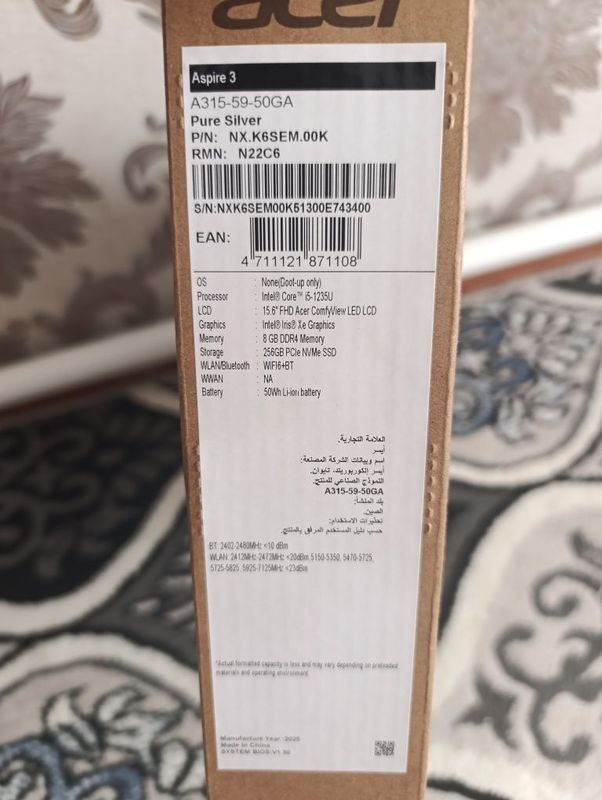 acer
Aspire 3
A315-59-50GA
Pure Silver
P/N: NX.K6SEM.00K
RMN: N22C6
S/N:NXK6SEM00K51300E743400
EAN:
4 711121 871108
OS : None(Boot-up only)
Processor : Intel® Core™ i5-1235U
LCD : 15.6" FHD Acer ComfyView LED LCD
Graphics : Intel® Iris® Xe Graphics
Memory : 8 GB DDR4 Memory
Storage : 256GB PCIe NVMe SSD
WLAN/Bluetooth : WIFI6+BT
WWAN : NA
Battery : 50Wh Li-ion battery
العلامة التجارية.
أيسر
اسم وبيانات الشركة المصنعة:
أيسر إنكوربوريتد، تايوان.
النموذج الصناعي للمنتج.
A315-59-50GA
بلد المنشأ:
الصين.
تحذيرات الاستخدام:
حسب دليل المستخدم المرفق بالمنتج.
BT: 2402-2480MHz: <10 dBm
WLAN: 2412MHz-2472MHz: <20dBm, 5150-5350, 5470-5725,
5725-5825, 5925-7125MHz: <23dBm
*Actual formatted capacity is less and may vary depending on preloaded
materials and operating environment.
Manufacture Year :2025
Made in China
SYSTEM BIOS:V1.30